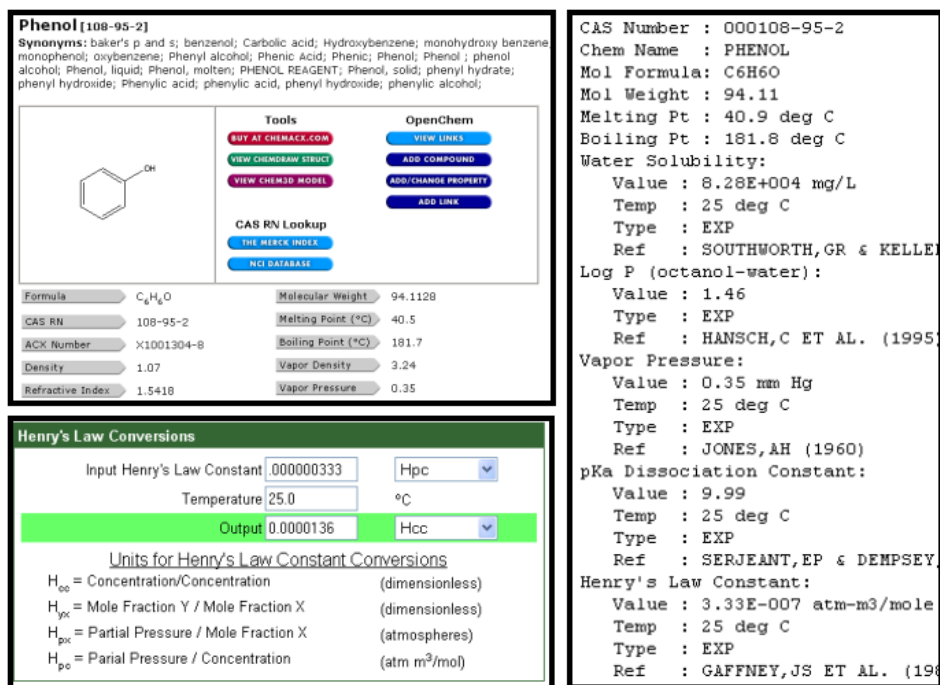 Phenol [108-95-2]
Synonyms: baker's p and s; benzenol; Carbolic acid; Hydroxybenzene; monohydroxy benzene
monophenol; oxybenzene; Phenyl alcohol; Phenic Acid; Phenic; Phenol; Phenol ; phenol
alcohol; Phenol, liquid; Phenol, molten; PHENOL REAGENT; Phenol, solid; phenyl hydrate;
phenyl hydroxide; Phenylic acid; phenylic acid, phenyl hydroxide; phenylic alcohol;
OH
Tools
BUY AT CHEMACX.COM
VIEW CHEMDRAW STRUCT
VIEW CHEM3D MODEL
CAS RN Lookup
THE MERCK INDEX
NCI DATABASE
OpenChem
VIEW LINKS
ADD COMPOUND
ADD/CHANGE PROPERTY
ADD LINK
Formula C6H6O Molecular Weight 94.1128
CAS RN 108-95-2 Melting Point (°C) 40.5
ACX Number X1001304-8 Boiling Point (°C) 181.7
Density 1.07 Vapor Density 3.24
Refractive Index 1.5418 Vapor Pressure 0.35
Henry's Law Conversions
Input Henry's Law Constant .000000333 Hpc
Temperature 25.0 °C
Output 0.0000136 Hcc
Units for Henry's Law Constant Conversions
Hcc = Concentration/Concentration (dimensionless)
Hyx = Mole Fraction Y / Mole Fraction X (dimensionless)
Hpx = Partial Pressure / Mole Fraction X (atmospheres)
Hpc = Parial Pressure / Concentration (atm m³/mol)
CAS Number : 000108-95-2
Chem Name : PHENOL
Mol Formula: C6H6O
Mol Weight : 94.11
Melting Pt : 40.9 deg C
Boiling Pt : 181.8 deg C
Water Solubility:
Value : 8.28E+004 mg/L
Temp : 25 deg C
Type : EXP
Ref : SOUTHWORTH,GR & KELLE
Log P (octanol-water):
Value : 1.46
Type : EXP
Ref : HANSCH,C ET AL. (1995)
Vapor Pressure:
Value : 0.35 mm Hg
Temp : 25 deg C
Type : EXP
Ref : JONES,AH (1960)
pKa Dissociation Constant:
Value : 9.99
Temp : 25 deg C
Type : EXP
Ref : SERJEANT,EP & DEMPSEY,
Henry's Law Constant:
Value : 3.33E-007 atm-m3/mole
Temp : 25 deg C
Type : EXP
Ref : GAFFNEY,JS ET AL. (198